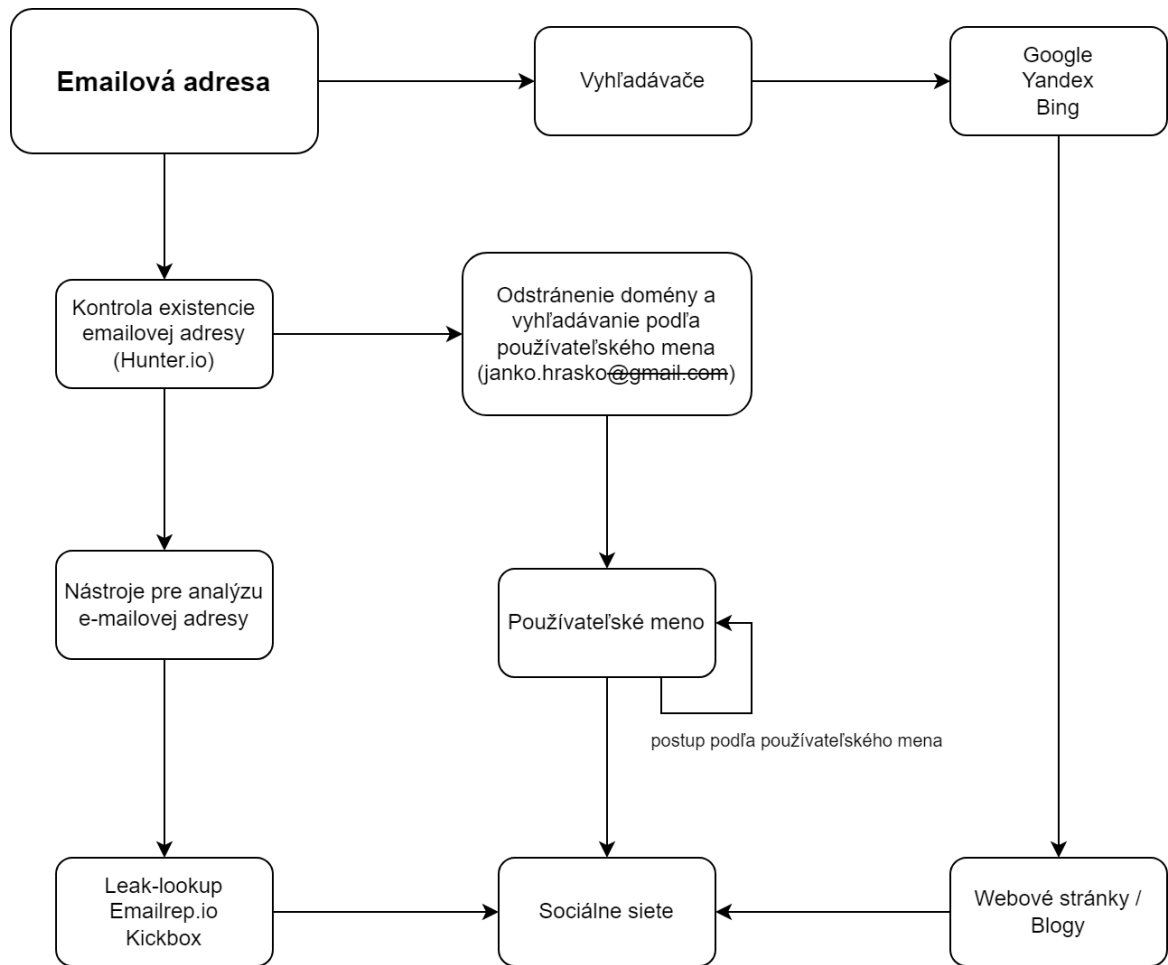 Emailová adresa
Vyhľadávače
Google
Yandex
Bing
Kontrola existencie
emailovej adresy
(Hunter.io)
Odstránenie domény a
vyhľadávanie podľa
používateľského mena
(janko.hrasko@gmail.com)
Nástroje pre analýzu
e-mailovej adresy
Používateľské meno
postup podľa používateľského mena
Leak-lookup
Emailrep.io
Kickbox
Sociálne siete
Webové stránky /
Blogy